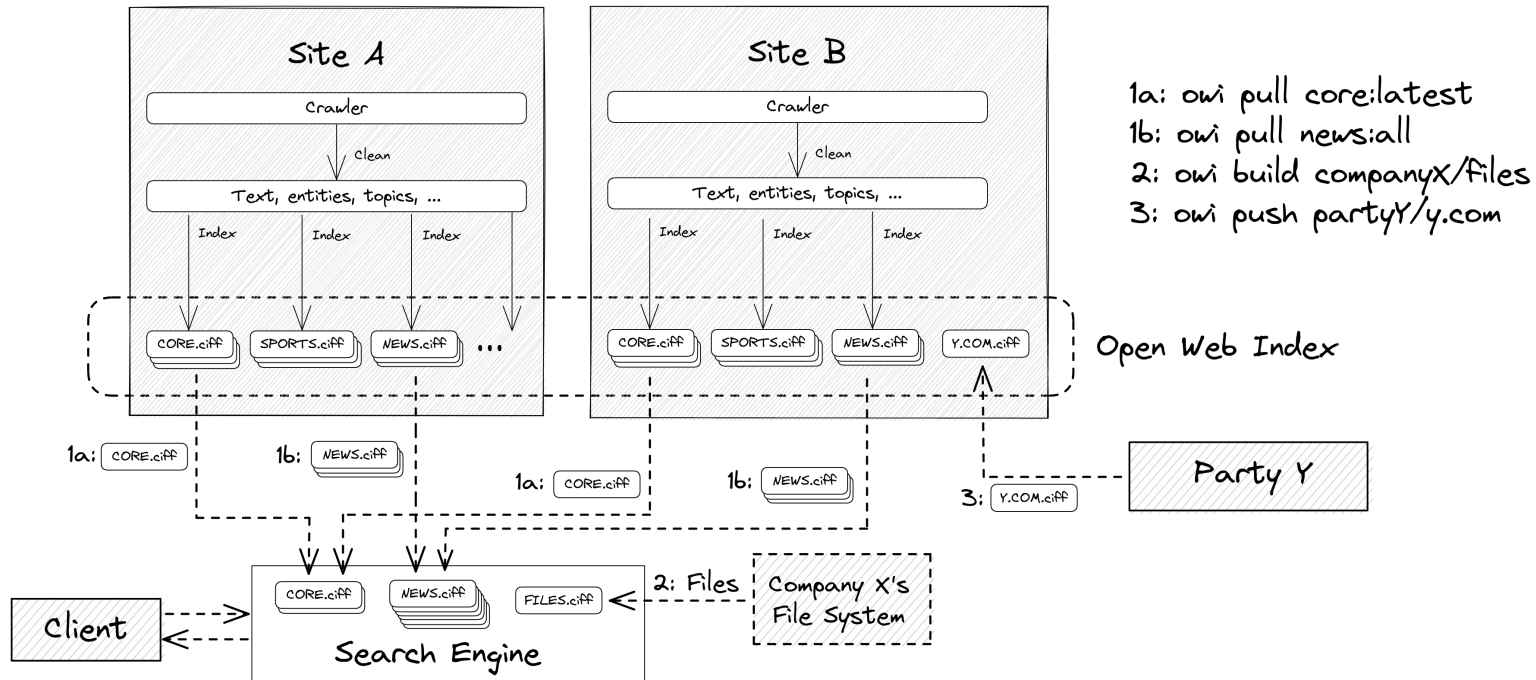 Site A
Crawler
Clean
Text, entities, topics, ...
Index
Index
Index
CORE.ciff
SPORTS.ciff
NEWS.ciff
...
Site B
Crawler
Clean
Text, entities, topics, ...
Index
Index
Index
CORE.ciff
SPORTS.ciff
NEWS.ciff
Y.COM.ciff
1a: owi pull core:latest
1b: owi pull news:all
2: owi build companyX/files
3: owi push partyY/y.com
Open Web Index
1a: CORE.ciff
1b: NEWS.ciff
1a: CORE.ciff
1b: NEWS.ciff
3: Y.COM.ciff
Party Y
Client
CORE.ciff
NEWS.ciff
FILES.ciff
Search Engine
2: Files
Company X's
File System